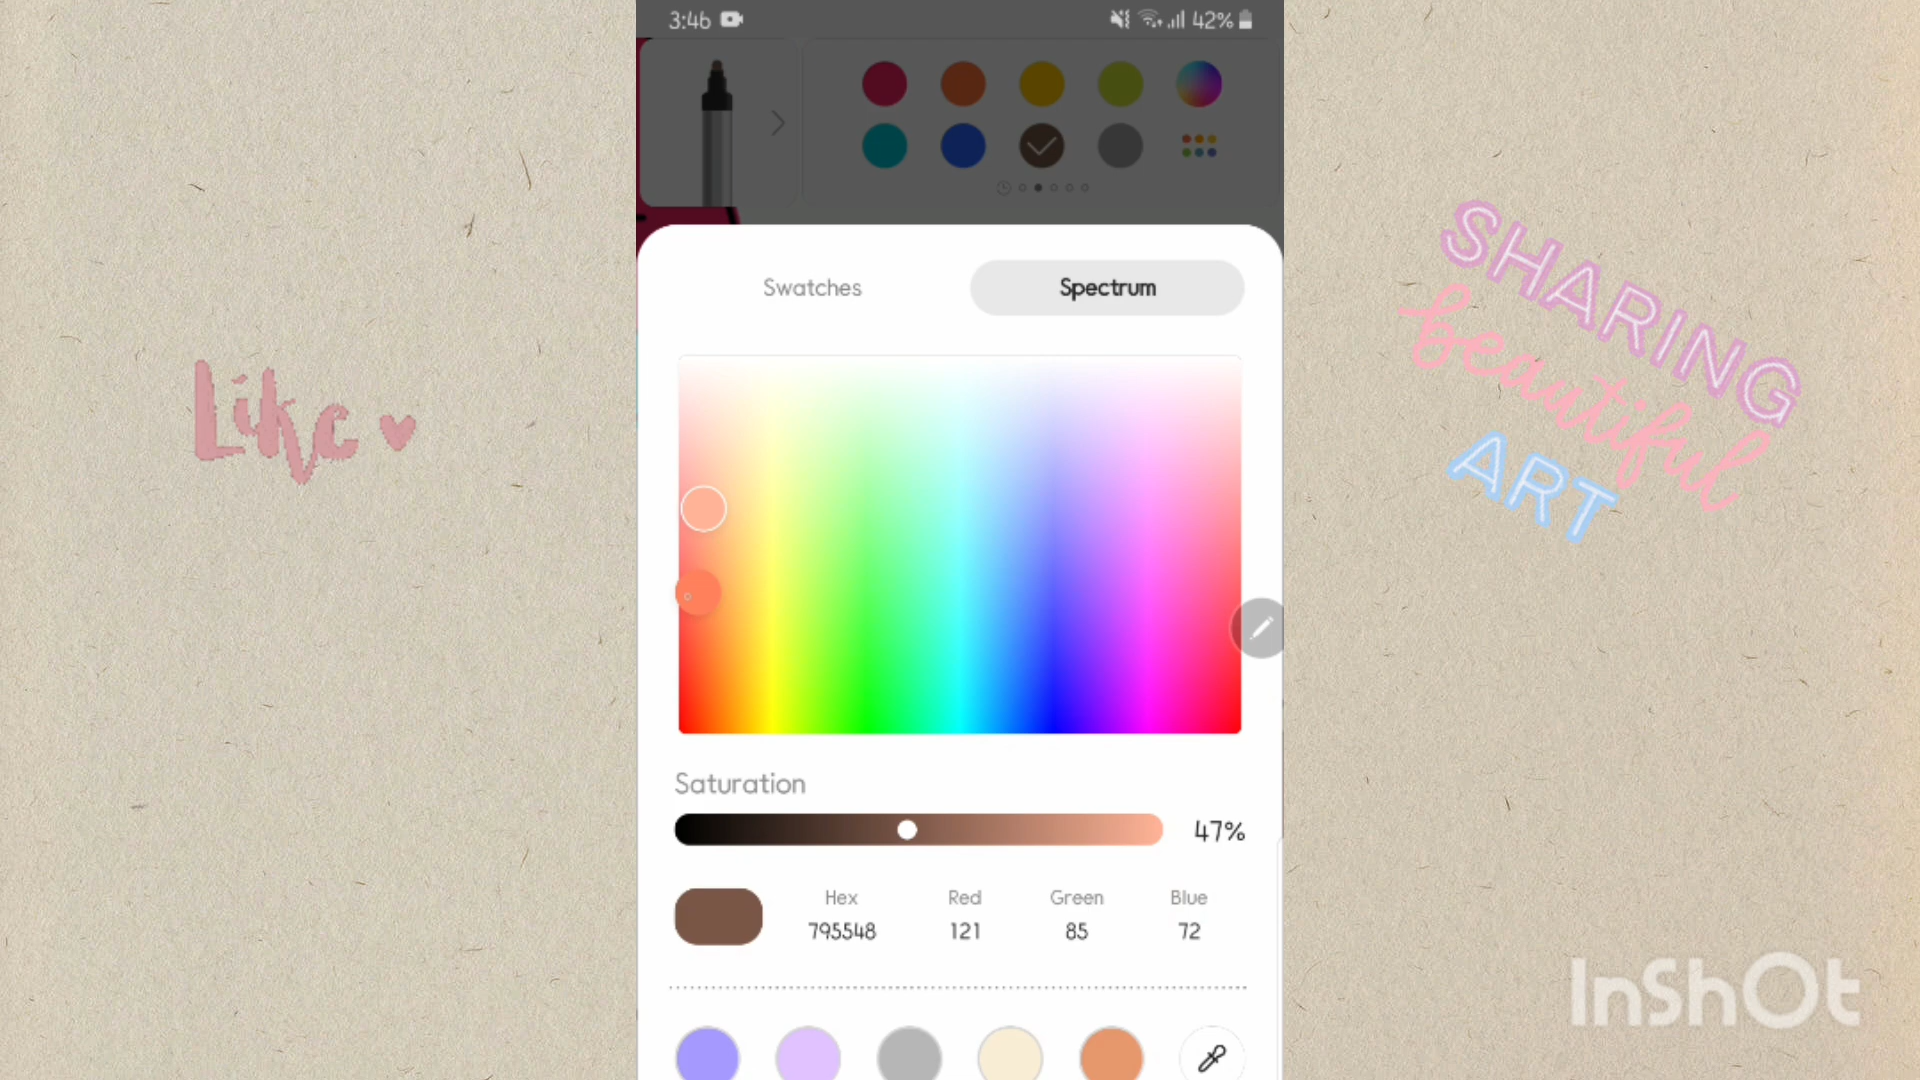 3:46
42%
Swatches
Spectrum
Saturation
47%
Hex Red Green Blue
795548 121 85 72
Like
SHARING
beautiful
ART
InShOt